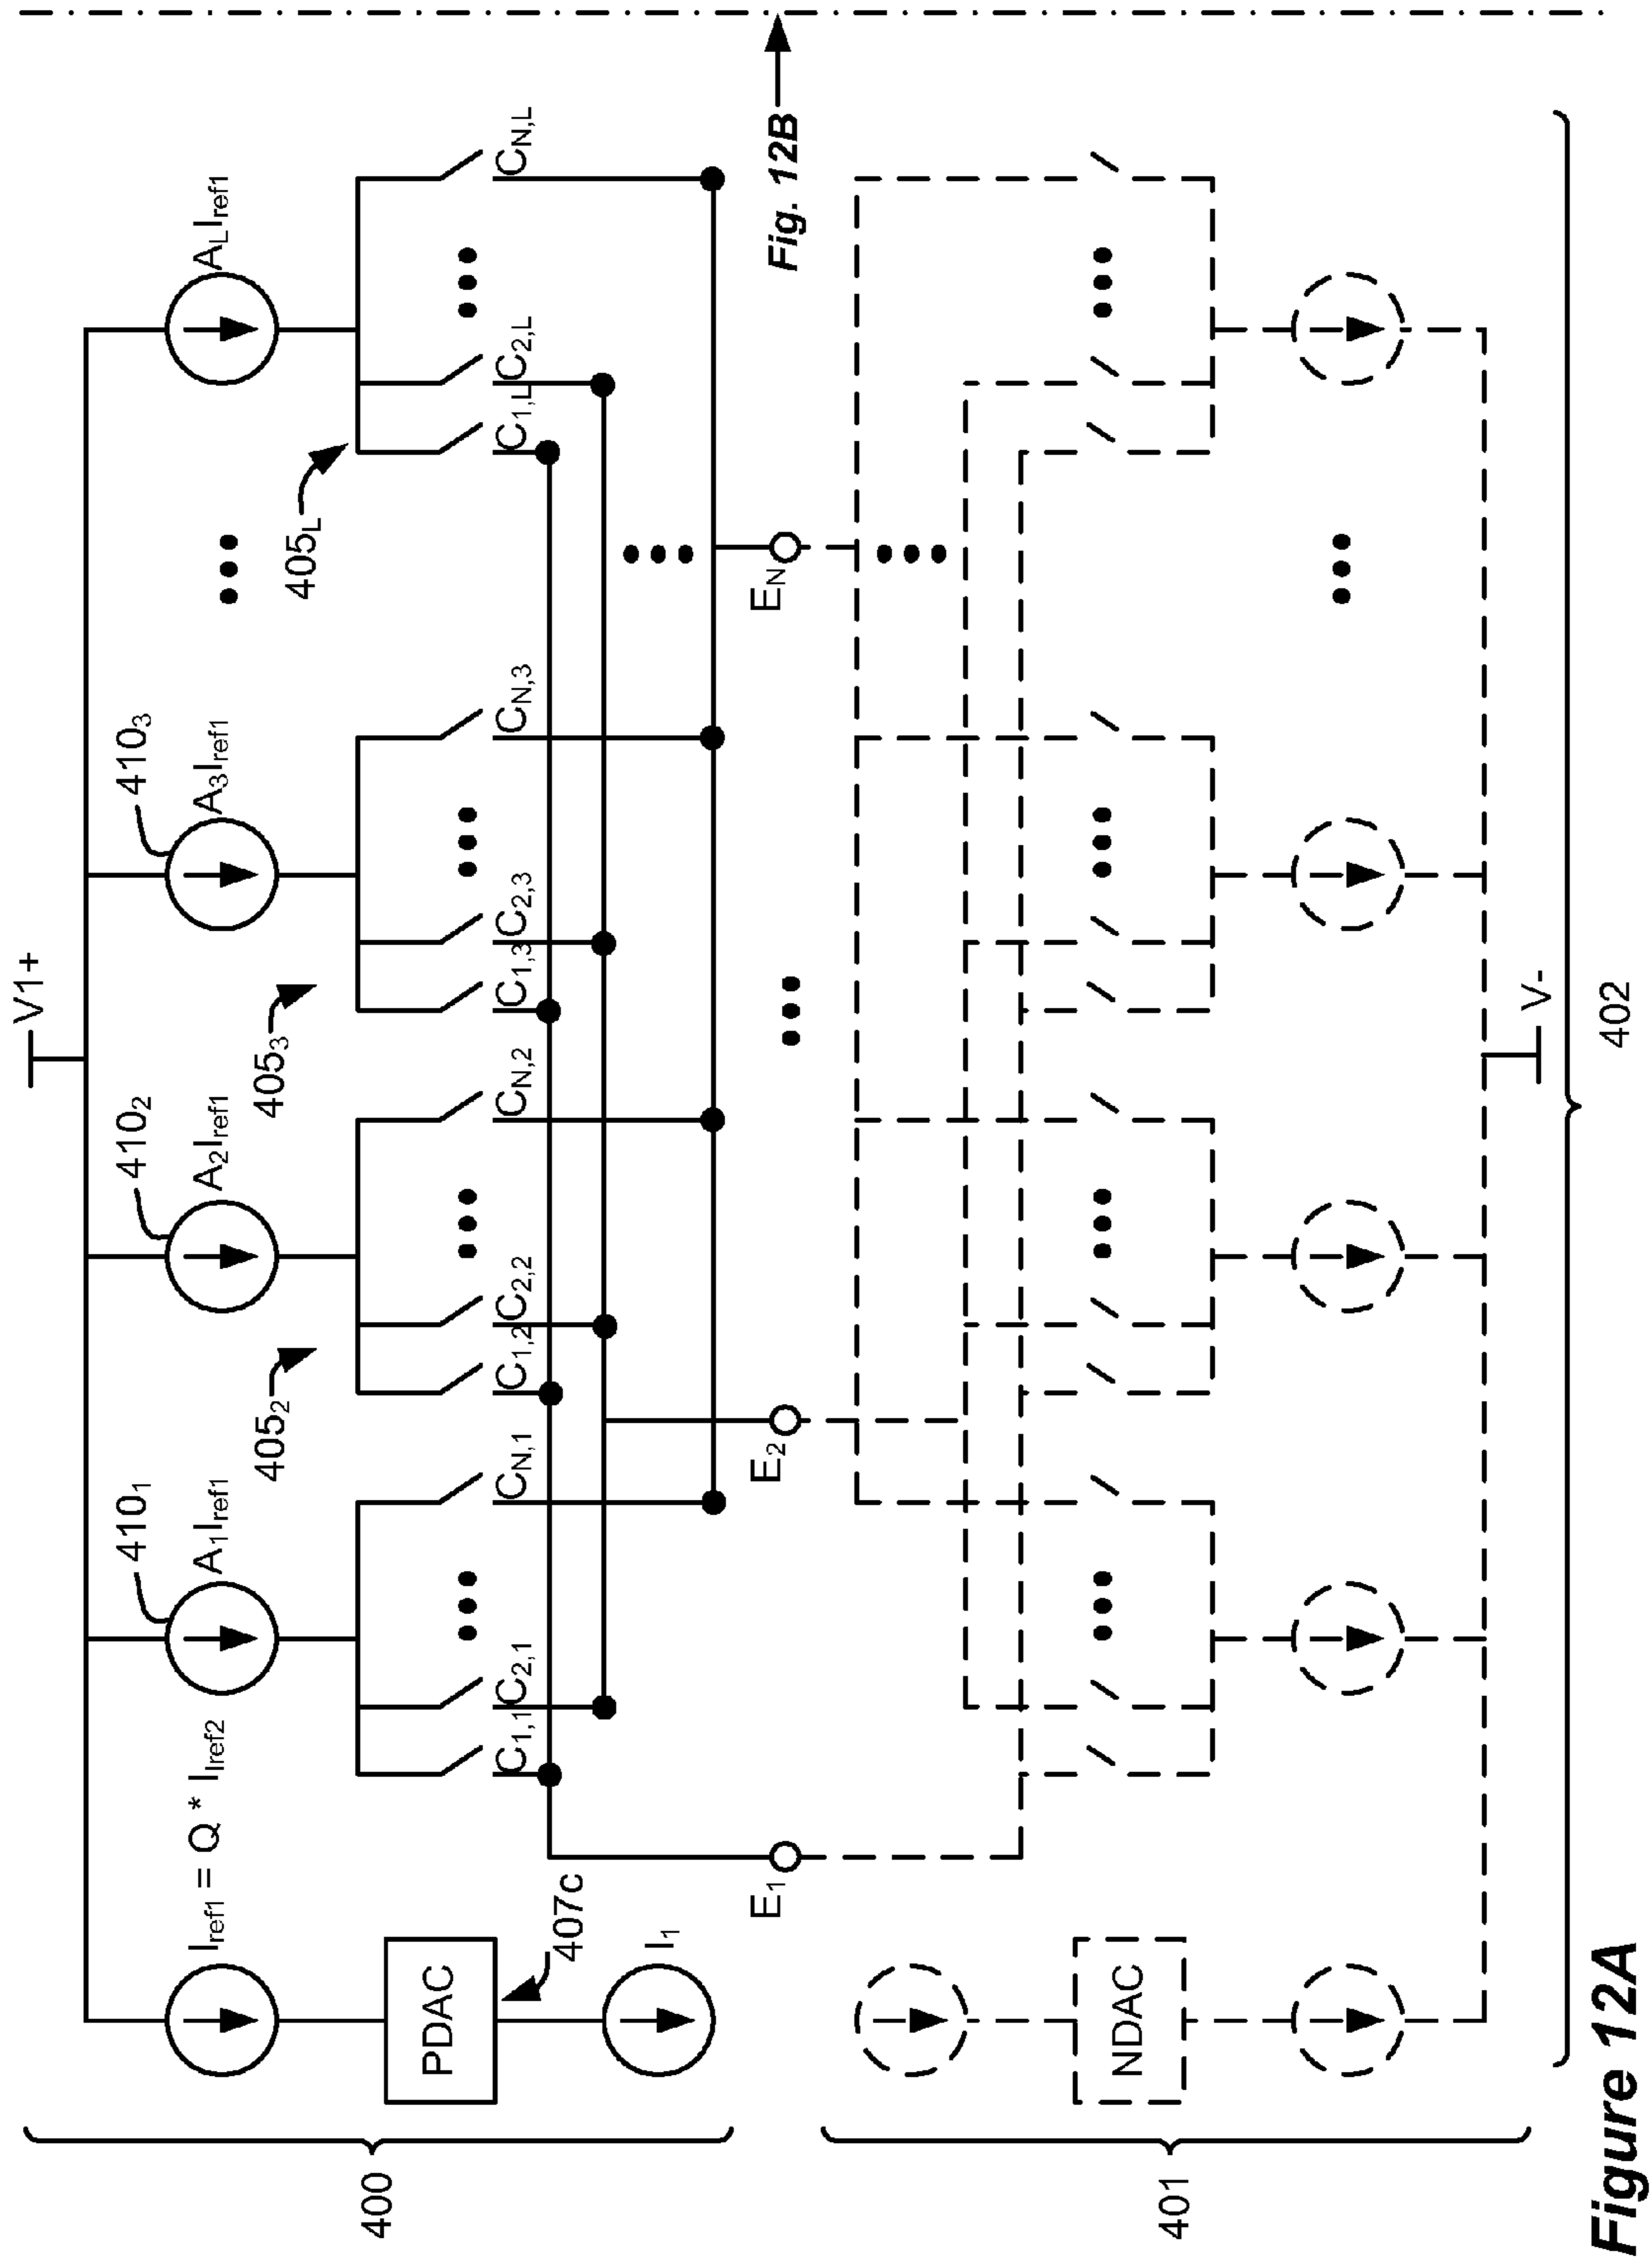 V1+
410₁
410₂
410₃
Iref1 = Q * IIref2
A₁Iref1
A₂Iref1
A₃Iref1
ALIref1
405₂
405₃
405L
PDAC
407c
I₁
C1,1
C2,1
CN,1
C1,2
C2,2
CN,2
C1,3
C2,3
CN,3
C1,L
C2,L
CN,L
400
E₁
E₂
EN
Fig. 12B
NDAC
401
V-
402
Figure 12A